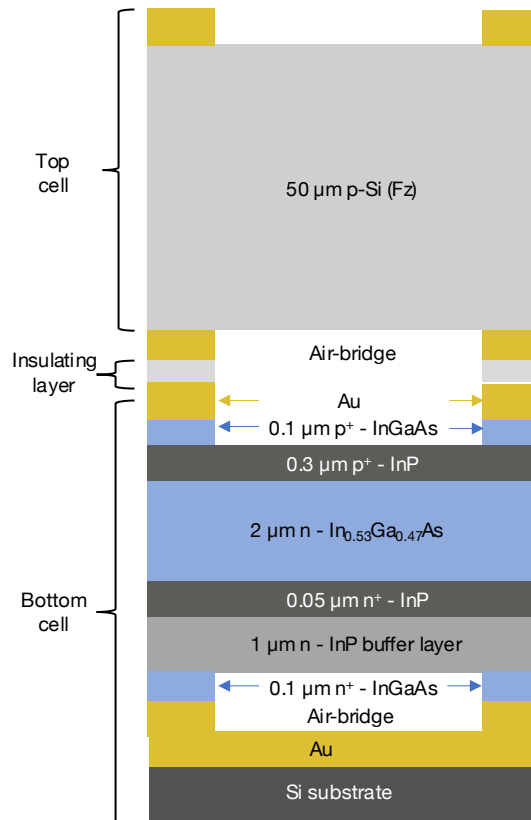 Top
cell
50 µm p-Si (Fz)
Insulating
layer
Air-bridge
Au
0.1 µm p⁺ - InGaAs
0.3 µm p⁺ - InP
2 µm n - In₀.₅₃Ga₀.₄₇As
Bottom
cell
0.05 µm n⁺ - InP
1 µm n - InP buffer layer
0.1 µm n⁺ - InGaAs
Air-bridge
Au
Si substrate